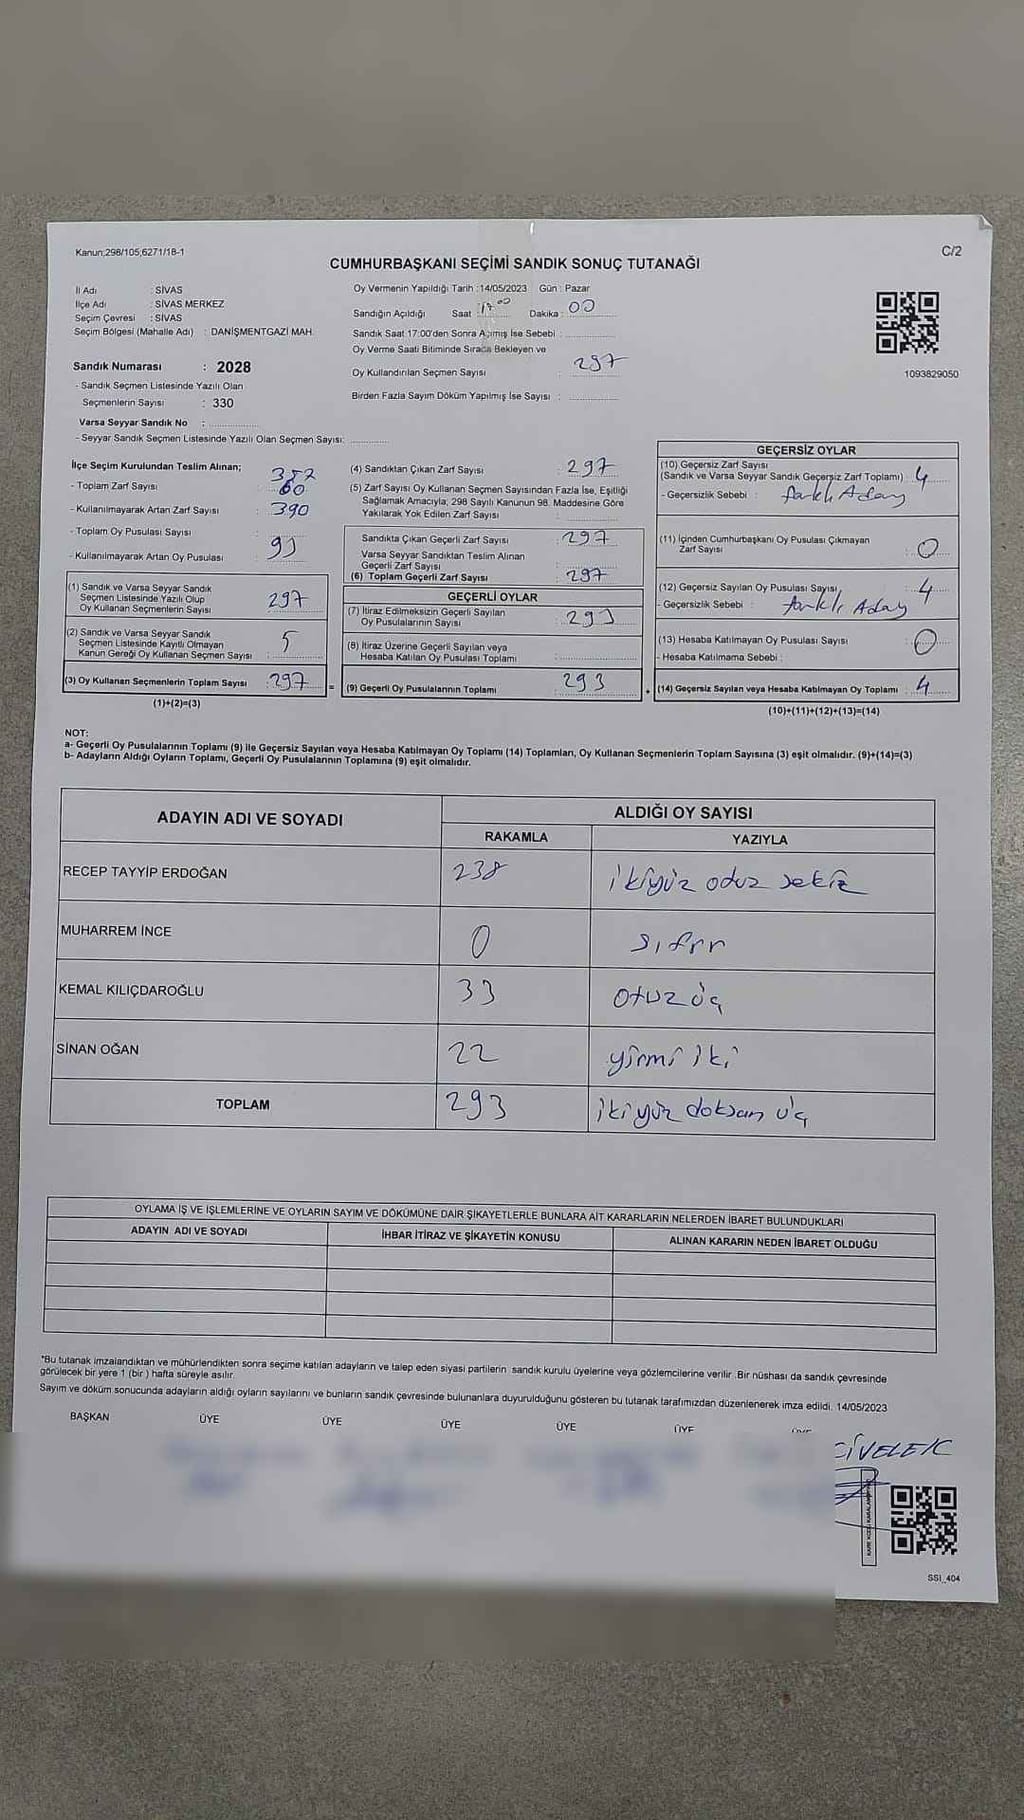 Kanun;298/105;6271/18-1
C/2
CUMHURBAŞKANI SEÇİMİ SANDIK SONUÇ TUTANAĞI
İl Adı : SİVAS
İlçe Adı : SİVAS MERKEZ
Seçim Çevresi : SİVAS
Seçim Bölgesi (Mahalle Adı) : DANİŞMENTGAZİ MAH.
Sandık Numarası : 2028
- Sandık Seçmen Listesinde Yazılı Olan
Seçmenlerin Sayısı : 330
Varsa Seyyar Sandık No :
- Seyyar Sandık Seçmen Listesinde Yazılı Olan Seçmen Sayısı:
Oy Vermenin Yapıldığı Tarih :14/05/2023 Gün : Pazar
Sandığın Açıldığı Saat : 17 00 Dakika : 00
Sandık Saat 17:00'den Sonra Açılmış İse Sebebi :
Oy Verme Saati Bitiminde Sırada Bekleyen ve
Oy Kullandırılan Seçmen Sayısı : 297
Birden Fazla Sayım Döküm Yapılmış İse Sayısı :
1093829050
İlçe Seçim Kurulundan Teslim Alınan;
- Toplam Zarf Sayısı
60
- Kullanılmayarak Artan Zarf Sayısı : 390
- Toplam Oy Pusulası Sayısı
- Kullanılmayarak Artan Oy Pusulası : 93
(1) Sandık ve Varsa Seyyar Sandık
Seçmen Listesinde Yazılı Olup
Oy Kullanan Seçmenlerin Sayısı : 297
(2) Sandık ve Varsa Seyyar Sandık
Seçmen Listesinde Kayıtlı Olmayan
Kanun Gereği Oy Kullanan Seçmen Sayısı : 5
(3) Oy Kullanan Seçmenlerin Toplam Sayısı : 297 =
(1)+(2)=(3)
(4) Sandıktan Çıkan Zarf Sayısı : 297
(5) Zarf Sayısı Oy Kullanan Seçmen Sayısından Fazla İse, Eşitliği
Sağlamak Amacıyla; 298 Sayılı Kanunun 98. Maddesine Göre
Yakılarak Yok Edilen Zarf Sayısı :
Sandıkta Çıkan Geçerli Zarf Sayısı : 297
Varsa Seyyar Sandıktan Teslim Alınan
Geçerli Zarf Sayısı
(6) Toplam Geçerli Zarf Sayısı : 297
GEÇERLİ OYLAR
(7) İtiraz Edilmeksizin Geçerli Sayılan
Oy Pusulalarının Sayısı : 293
(8) İtiraz Üzerine Geçerli Sayılan veya
Hesaba Katılan Oy Pusulası Toplamı :
(9) Geçerli Oy Pusulalarının Toplamı 293 +
GEÇERSİZ OYLAR
(10) Geçersiz Zarf Sayısı
(Sandık ve Varsa Seyyar Sandık Geçersiz Zarf Toplamı) : 4
- Geçersizlik Sebebi : farklı Aday
(11) İçinden Cumhurbaşkanı Oy Pusulası Çıkmayan
Zarf Sayısı : 0
(12) Geçersiz Sayılan Oy Pusulası Sayısı : 4
- Geçersizlik Sebebi : farklı Aday
(13) Hesaba Katılmayan Oy Pusulası Sayısı : 0
- Hesaba Katılmama Sebebi :
(14) Geçersiz Sayılan veya Hesaba Katılmayan Oy Toplamı : 4
(10)+(11)+(12)+(13)=(14)
NOT:
a- Geçerli Oy Pusulalarının Toplamı (9) ile Geçersiz Sayılan veya Hesaba Katılmayan Oy Toplamı (14) Toplamları, Oy Kullanan Seçmenlerin Toplam Sayısına (3) eşit olmalıdır. (9)+(14)=(3)
b- Adayların Aldığı Oyların Toplamı, Geçerli Oy Pusulalarının Toplamına (9) eşit olmalıdır.
ADAYIN ADI VE SOYADI ALDIĞI OY SAYISI
RAKAMLA YAZIYLA
RECEP TAYYİP ERDOĞAN 238 ikiyüz otuz sekiz
MUHARREM İNCE 0 sıfır
KEMAL KILIÇDAROĞLU 33 otuz üç
SİNAN OĞAN 22 yirmi iki
TOPLAM 293 ikiyüz doksan üç
OYLAMA İŞ VE İŞLEMLERİNE VE OYLARIN SAYIM VE DÖKÜMÜNE DAİR ŞİKAYETLERLE BUNLARA AİT KARARLARIN NELERDEN İBARET BULUNDUKLARI
ADAYIN ADI VE SOYADI İHBAR İTİRAZ VE ŞİKAYETİN KONUSU ALINAN KARARIN NEDEN İBARET OLDUĞU
*Bu tutanak imzalandıktan ve mühürlendikten sonra seçime katılan adayların ve talep eden siyasi partilerin sandık kurulu üyelerine veya gözlemcilerine verilir .Bir nüshası da sandık çevresinde
görülecek bir yere 1 (bir ) hafta süreyle asılır.
Sayım ve döküm sonucunda adayların aldığı oyların sayılarını ve bunların sandık çevresinde bulunanlara duyurulduğunu gösteren bu tutanak tarafımızdan düzenlenerek imza edildi. 14/05/2023
BAŞKAN ÜYE ÜYE ÜYE ÜYE ÜYE
CİVELEK
SSI_404